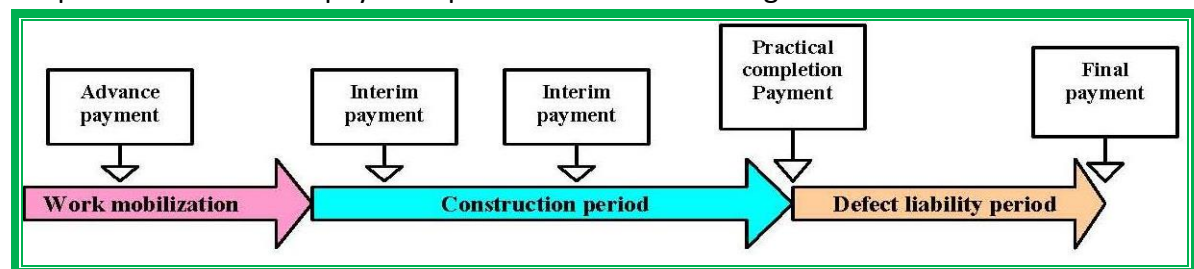 Advance
payment
Interim
payment
Interim
payment
Practical
completion
Payment
Final
payment
Work mobilization
Construction period
Defect liability period